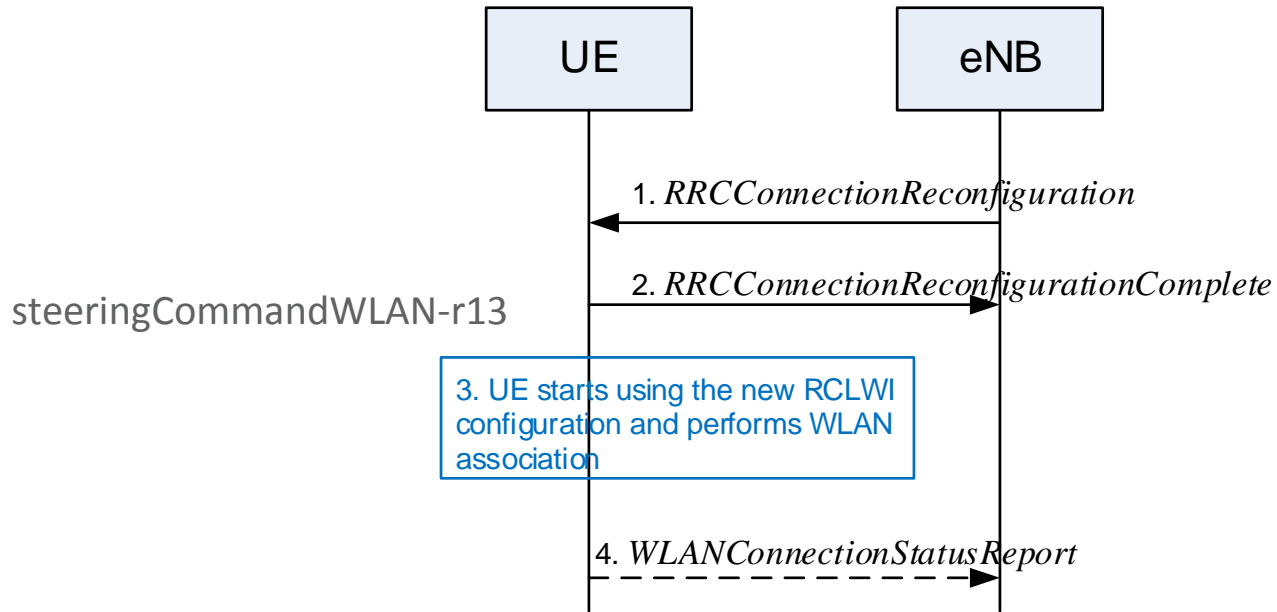 UE
eNB
1. RRCConnectionReconfiguration
2. RRCConnectionReconfigurationComplete
steeringCommandWLAN-r13
3. UE starts using the new RCLWI
configuration and performs WLAN
association
4. WLANConnectionStatusReport